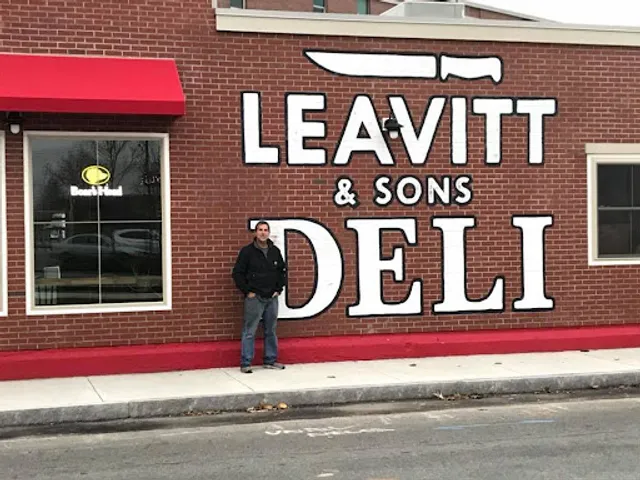 LEAVITT
& SONS
DELI
Boar's Head